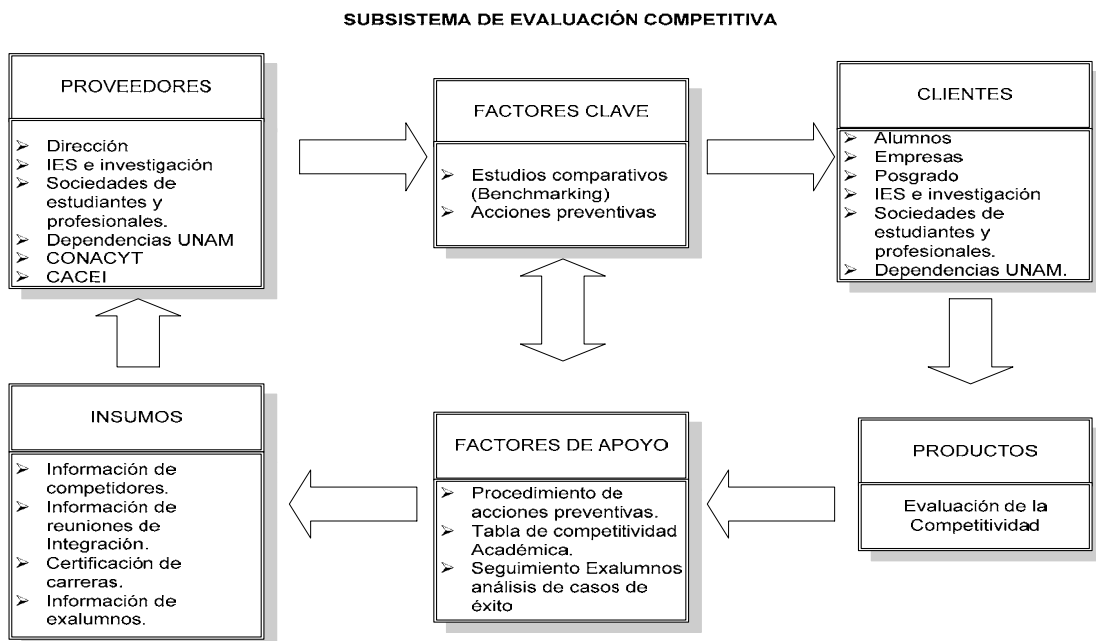 SUBSISTEMA DE EVALUACIÓN COMPETITIVA
PROVEEDORES
➢ Dirección
➢ IES e investigación
➢ Sociedades de
estudiantes y
profesionales.
➢ Dependencias UNAM
➢ CONACYT
➢ CACEI
FACTORES CLAVE
➢ Estudios comparativos
(Benchmarking)
➢ Acciones preventivas
CLIENTES
➢ Alumnos
➢ Empresas
➢ Posgrado
➢ IES e investigación
➢ Sociedades de
estudiantes y
profesionales.
➢ Dependencias UNAM.
INSUMOS
➢ Información de
competidores.
➢ Información de
reuniones de
Integración.
➢ Certificación de
carreras.
➢ Información de
exalumnos.
FACTORES DE APOYO
➢ Procedimiento de
acciones preventivas.
➢ Tabla de competitividad
Académica.
➢ Seguimiento Exalumnos
análisis de casos de
éxito
PRODUCTOS
Evaluación de la
Competitividad